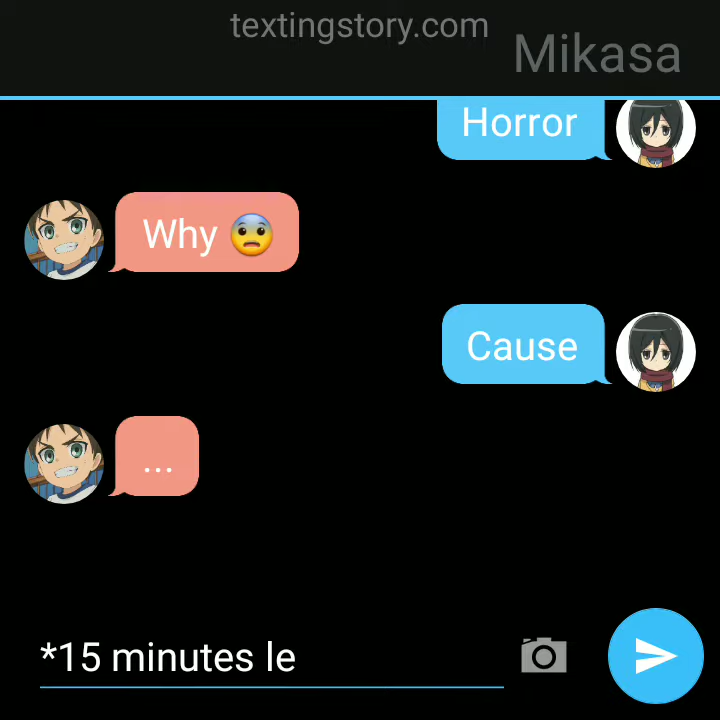 textingstory.com
Mikasa
Horror
Why 😨
Cause
...
*15 minutes le